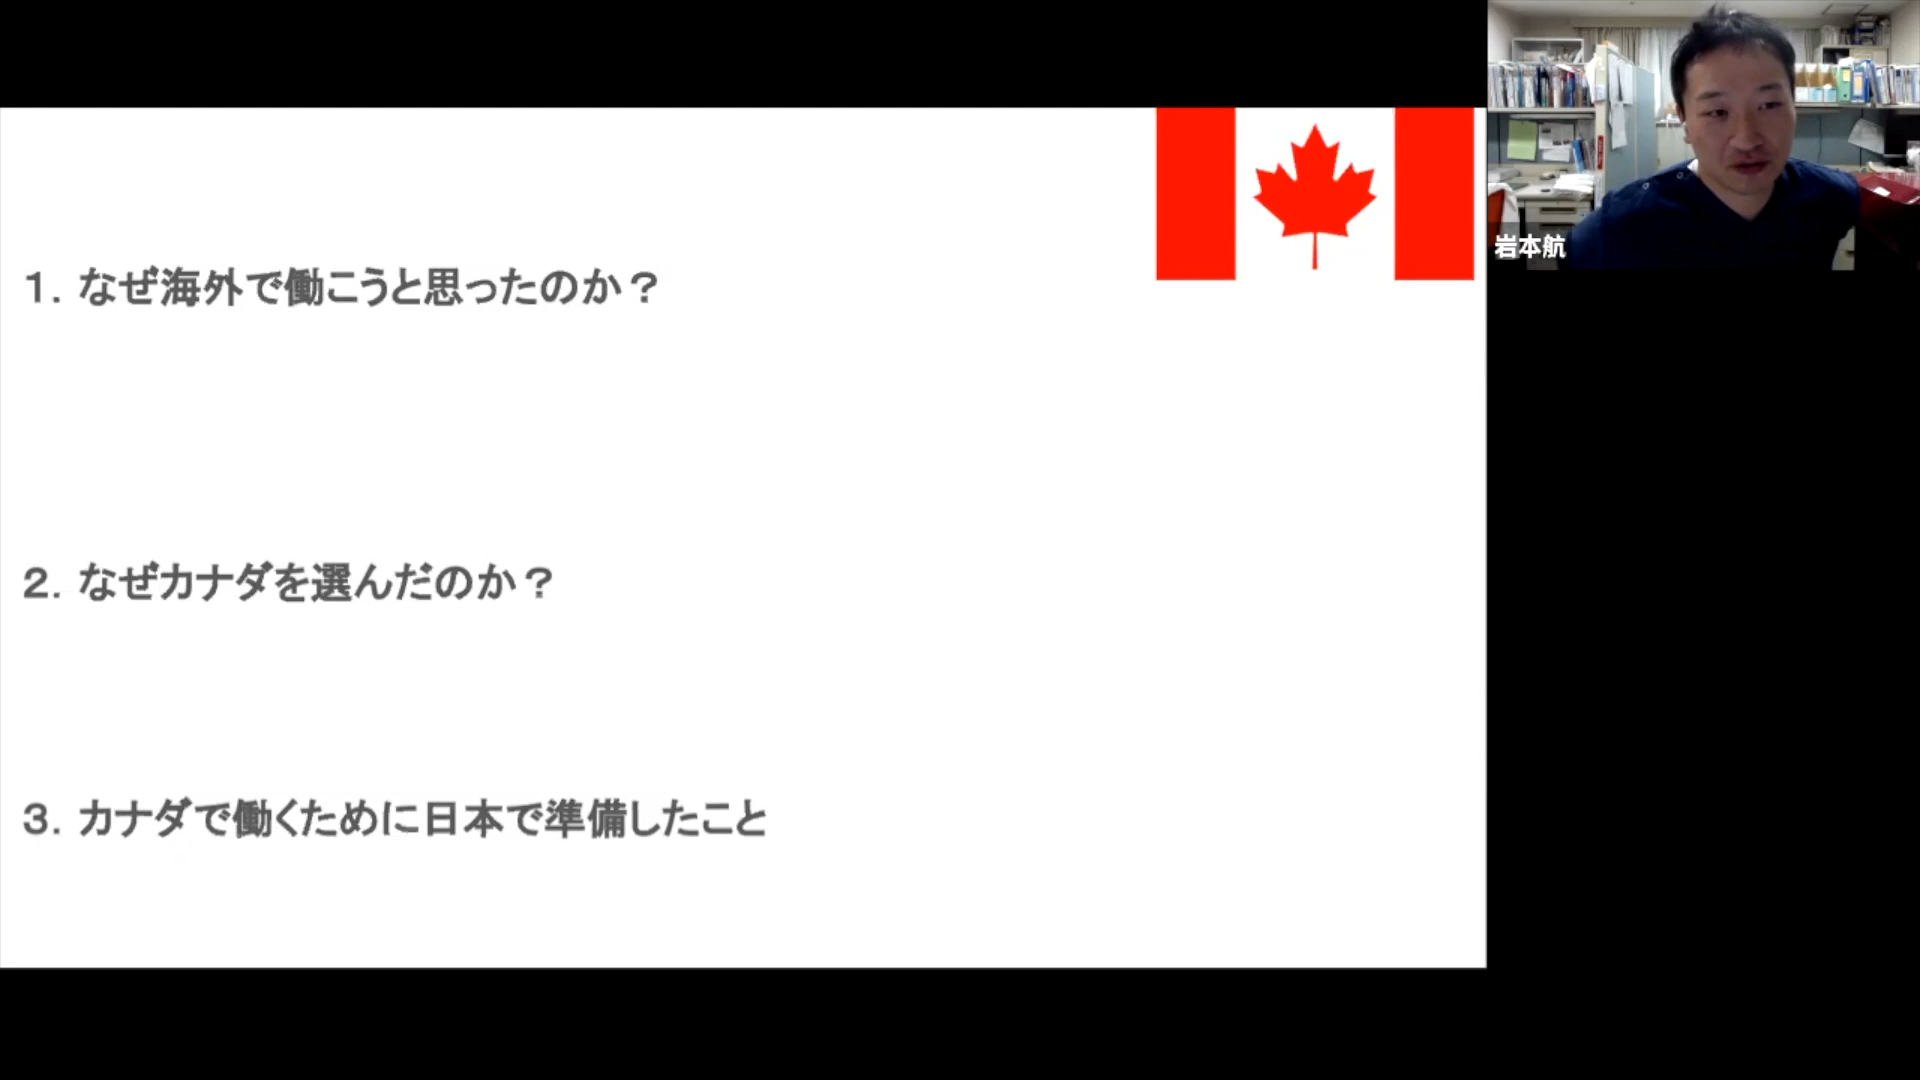 1. なぜ海外で働こうと思ったのか？
2. なぜカナダを選んだのか？
3. カナダで働くために日本で準備したこと
岩本航